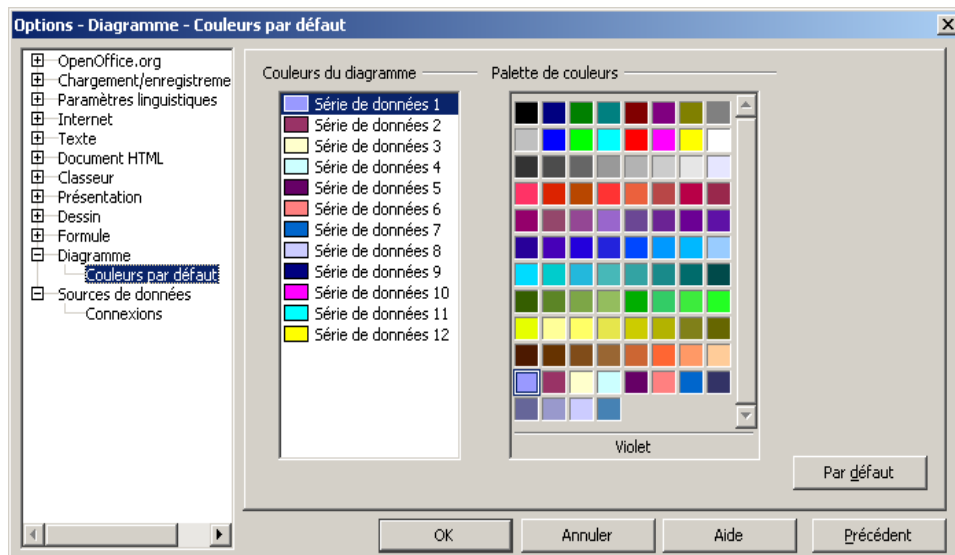 Options - Diagramme - Couleurs par défaut
OpenOffice.org
Chargement/enregistreme
Paramètres linguistiques
Internet
Texte
Document HTML
Classeur
Présentation
Dessin
Formule
Diagramme
Couleurs par défaut
Sources de données
Connexions
Couleurs du diagramme
Série de données 1
Série de données 2
Série de données 3
Série de données 4
Série de données 5
Série de données 6
Série de données 7
Série de données 8
Série de données 9
Série de données 10
Série de données 11
Série de données 12
Palette de couleurs
Violet
Par défaut
OK
Annuler
Aide
Précédent